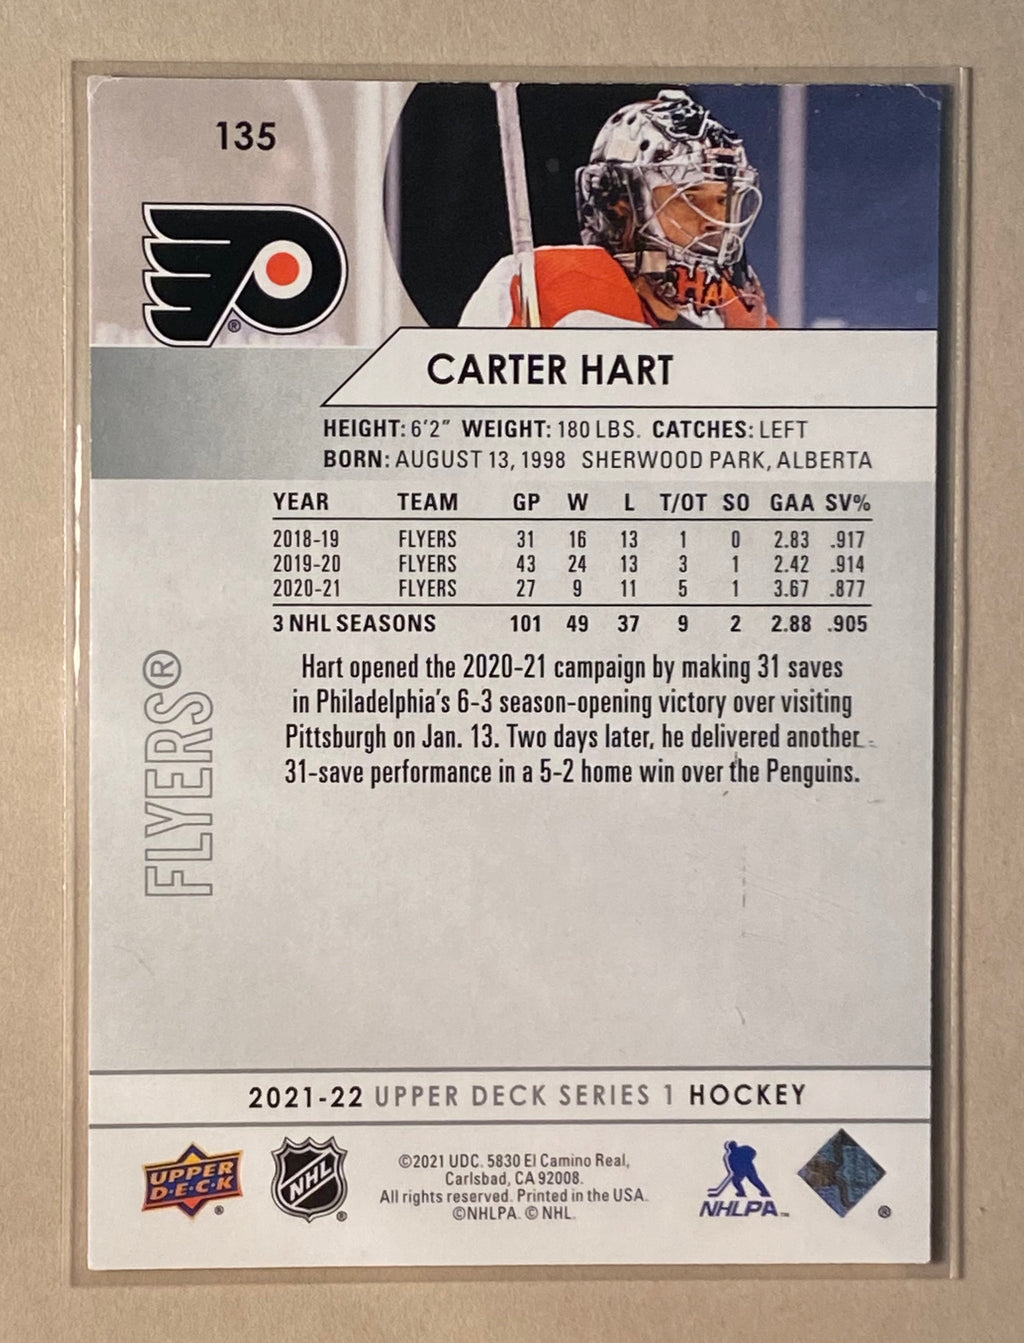 135
®
HART
CARTER HART
HEIGHT: 6'2" WEIGHT: 180 LBS. CATCHES: LEFT
BORN: AUGUST 13, 1998 SHERWOOD PARK, ALBERTA
YEAR TEAM GP W L T/OT SO GAA SV%
2018-19 FLYERS 31 16 13 1 0 2.83 .917
2019-20 FLYERS 43 24 13 3 1 2.42 .914
2020-21 FLYERS 27 9 11 5 1 3.67 .877
3 NHL SEASONS 101 49 37 9 2 2.88 .905
FLYERS®
Hart opened the 2020-21 campaign by making 31 saves
in Philadelphia's 6-3 season-opening victory over visiting
Pittsburgh on Jan. 13. Two days later, he delivered another
31-save performance in a 5-2 home win over the Penguins.
2021-22 UPPER DECK SERIES 1 HOCKEY
UPPER
D·E·C·K
®
NHL
®
©2021 UDC. 5830 El Camino Real,
Carlsbad, CA 92008.
All rights reserved. Printed in the USA.
©NHLPA. © NHL.
NHLPA™
®